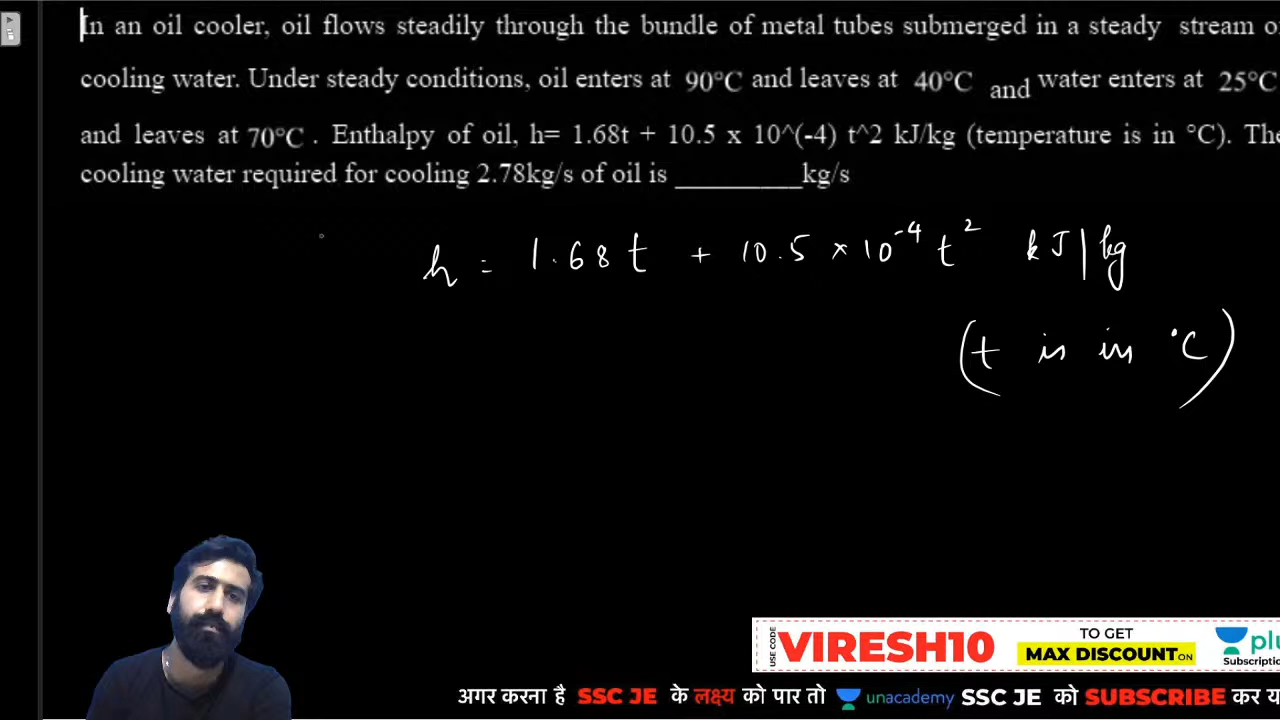 In an oil cooler, oil flows steadily through the bundle of metal tubes submerged in a steady stream o
cooling water. Under steady conditions, oil enters at 90°C and leaves at 40°C and water enters at 25°C
and leaves at 70°C . Enthalpy of oil, h= 1.68t + 10.5 x 10^(-4) t^2 kJ/kg (temperature is in °C). The
cooling water required for cooling 2.78kg/s of oil is __________kg/s
h = 1.68 t + 10.5 × 10⁻⁴ t² kJ/kg
(t is in °C)
USE CODE
VIRESH10
TO GET
MAX DISCOUNT ON
plu
Subscription
अगर करना है SSC JE के लक्ष्य को पार तो unacademy SSC JE को SUBSCRIBE कर य